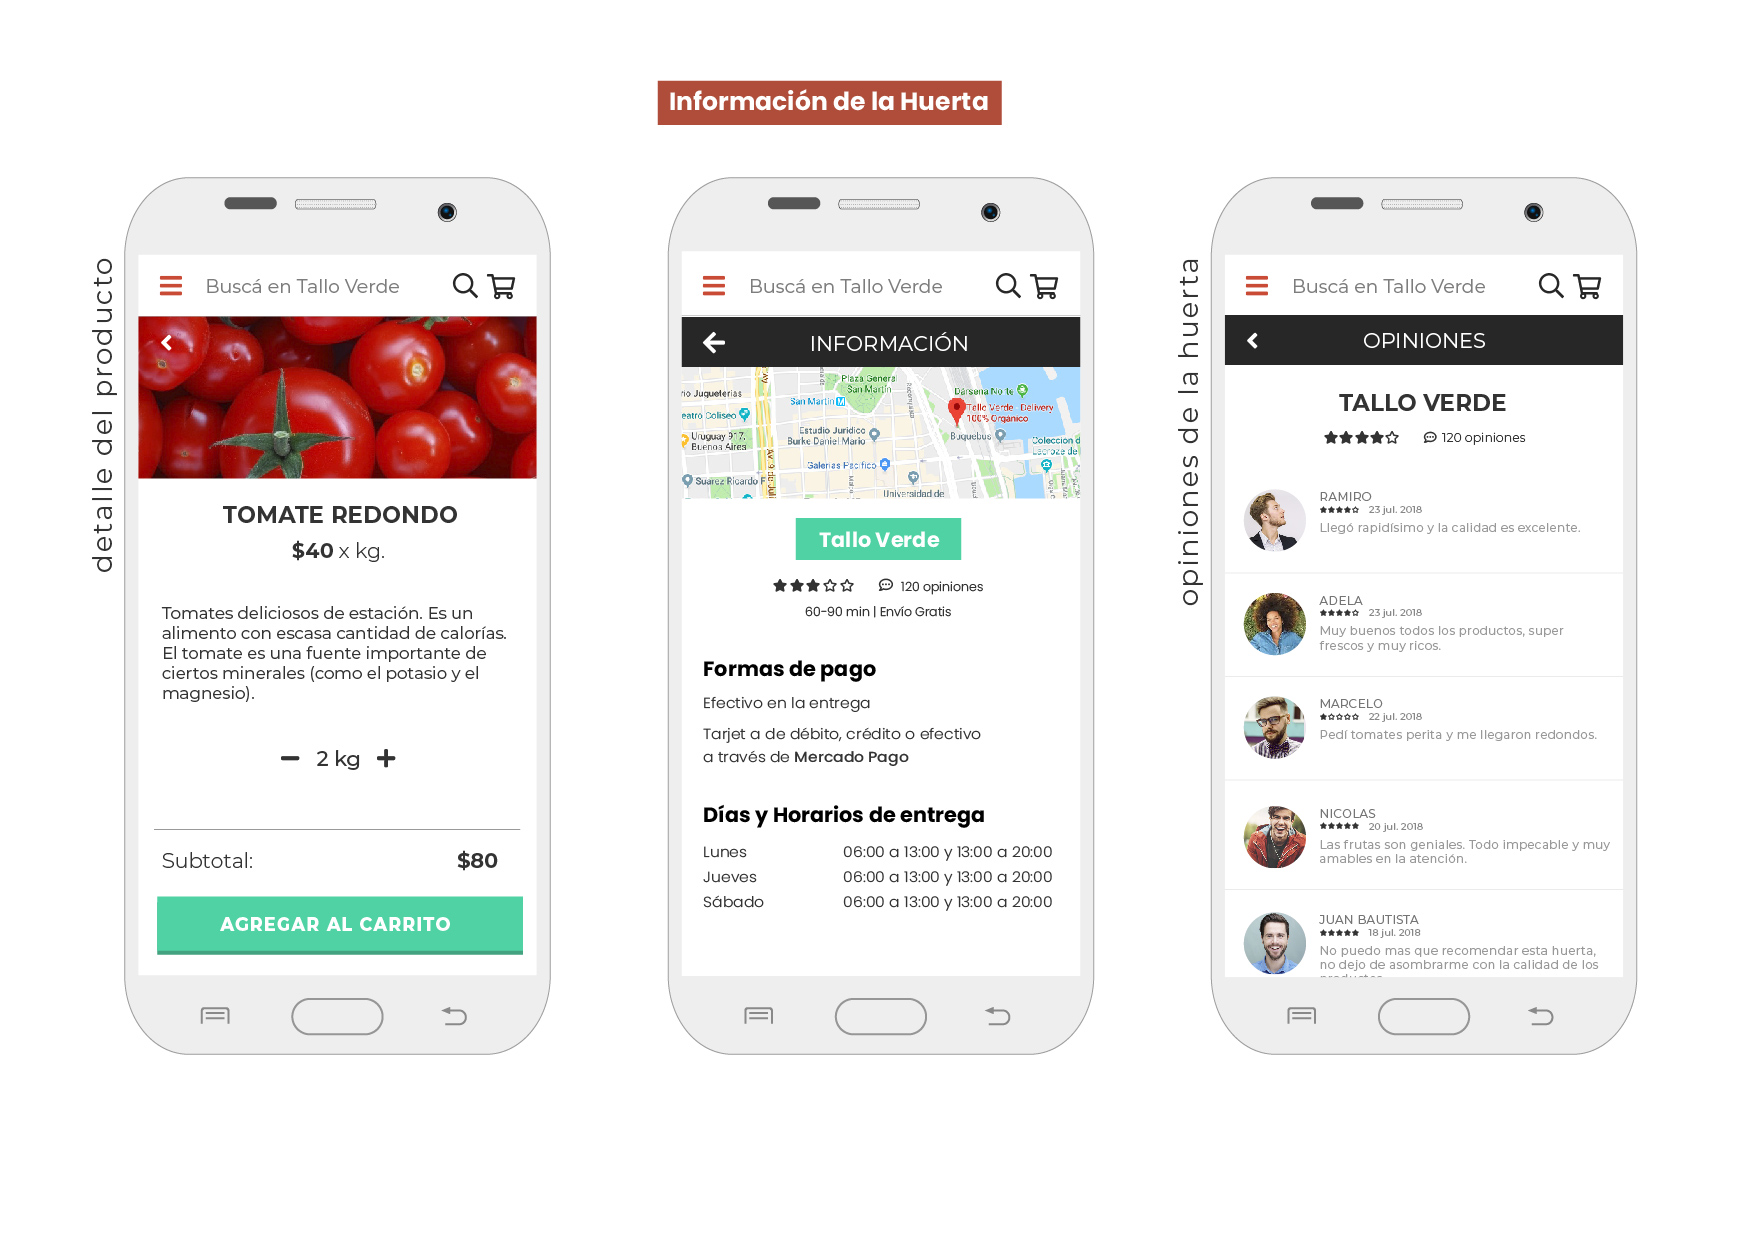 Información de la Huerta
detalle del producto
Buscá en Tallo Verde
TOMATE REDONDO
$40 x kg.
Tomates deliciosos de estación. Es un
alimento con escasa cantidad de calorías.
El tomate es una fuente importante de
ciertos minerales (como el potasio y el
magnesio).
2 kg
Subtotal: $80
AGREGAR AL CARRITO
Buscá en Tallo Verde
INFORMACIÓN
Plaza General
San Martín
rio Jugueterias
San Martín M
Dársena Norte
eatro Coliseo
Tallo Verde - Delivery
100% Orgánico
Uruguay 917,
Buenos Aires
Estudio Juridico
Burke Daniel Mario
Buquebus
Colección d
Lacroze de
Galerías Pacífico
Av. 9 de Juli
Suarez Ricardo F
Universidad de
Tallo Verde
120 opiniones
60-90 min | Envío Gratis
Formas de pago
Efectivo en la entrega
Tarjet a de débito, crédito o efectivo
a través de Mercado Pago
Días y Horarios de entrega
Lunes 06:00 a 13:00 y 13:00 a 20:00
Jueves 06:00 a 13:00 y 13:00 a 20:00
Sábado 06:00 a 13:00 y 13:00 a 20:00
opiniones de la huerta
Buscá en Tallo Verde
OPINIONES
TALLO VERDE
120 opiniones
RAMIRO
23 jul. 2018
Llegó rapidísimo y la calidad es excelente.
ADELA
23 jul. 2018
Muy buenos todos los productos, super
frescos y muy ricos.
MARCELO
22 jul. 2018
Pedí tomates perita y me llegaron redondos.
NICOLAS
20 jul. 2018
Las frutas son geniales. Todo impecable y muy
amables en la atención.
JUAN BAUTISTA
18 jul. 2018
No puedo mas que recomendar esta huerta,
no dejo de asombrarme con la calidad de los